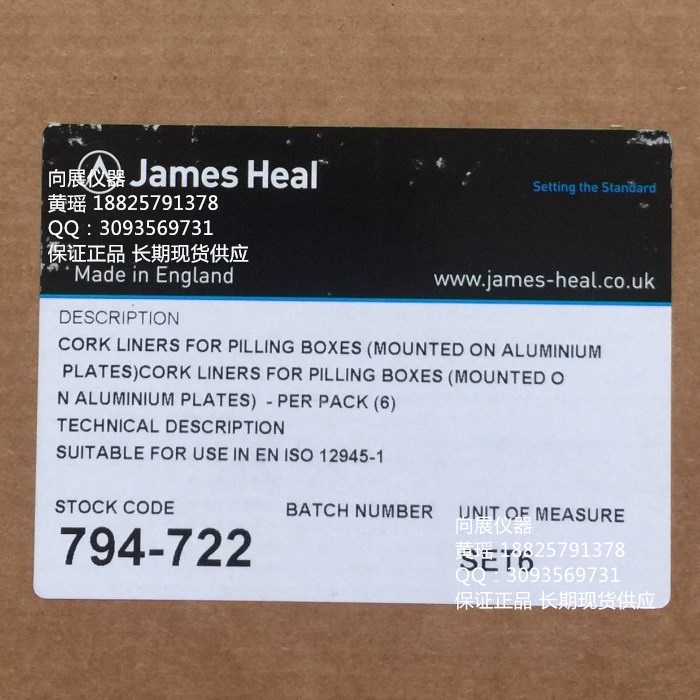 James Heal
Setting the Standard
向展仪器
黄瑶 18825791378
QQ：3093569731
保证正品 长期现货供应
Made in England
www.james-heal.co.uk
DESCRIPTION
CORK LINERS FOR PILLING BOXES (MOUNTED ON ALUMINIUM
PLATES)CORK LINERS FOR PILLING BOXES (MOUNTED O
N ALUMINIUM PLATES) - PER PACK (6)
TECHNICAL DESCRIPTION
SUITABLE FOR USE IN EN ISO 12945-1
STOCK CODE
BATCH NUMBER
UNIT OF MEASURE
794-722
SET6
向展仪器
黄瑶 18825791378
QQ：3093569731
保证正品 长期现货供应